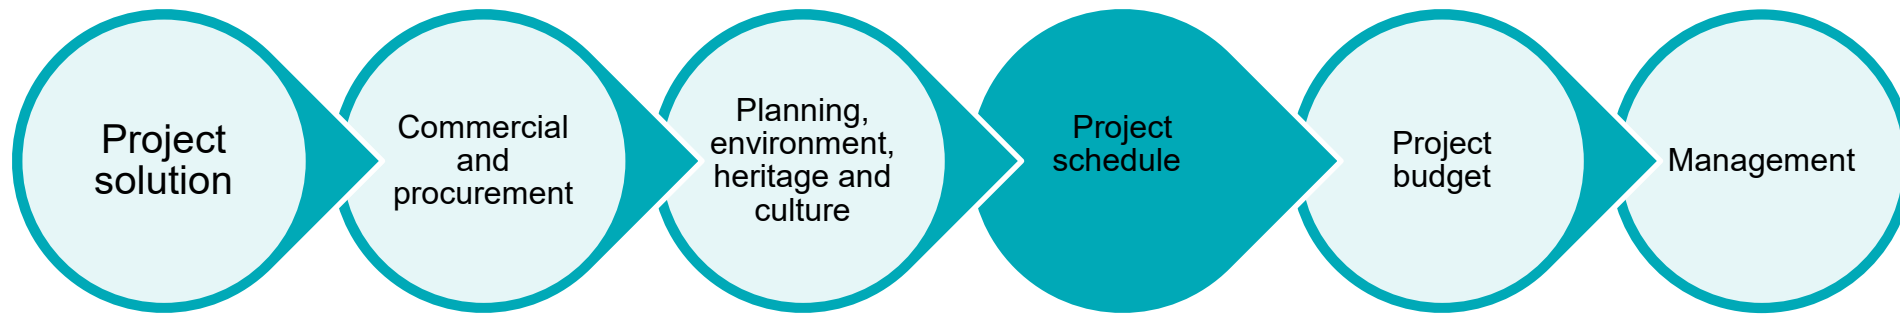 Project
solution
Commercial
and
procurement
Planning,
environment,
heritage and
culture
Project
schedule
Project
budget
Management